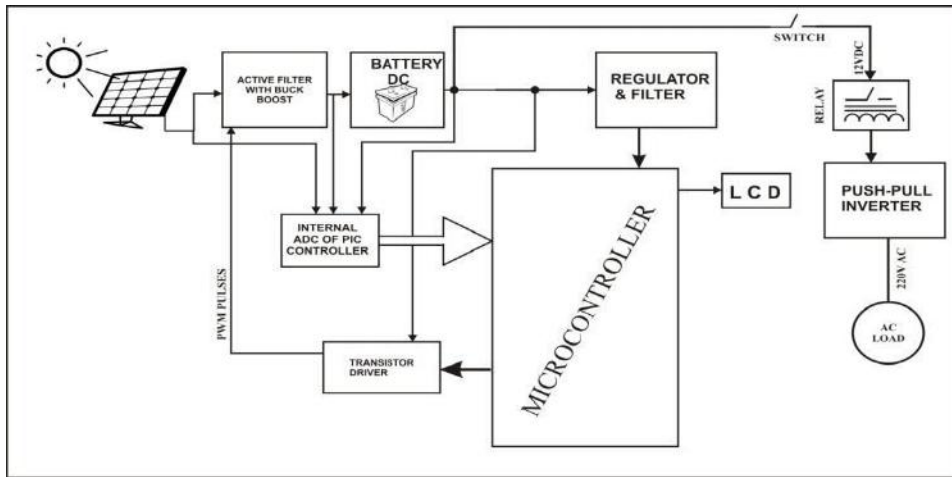 SWITCH
12VDC
ACTIVE FILTER
WITH BUCK
BOOST
BATTERY
DC
REGULATOR
& FILTER
RELAY
L C D
PUSH-PULL
INVERTER
INTERNAL
ADC OF PIC
CONTROLLER
MICROCONTROLLER
220V AC
PWM PULSES
AC
LOAD
TRANSISTOR
DRIVER